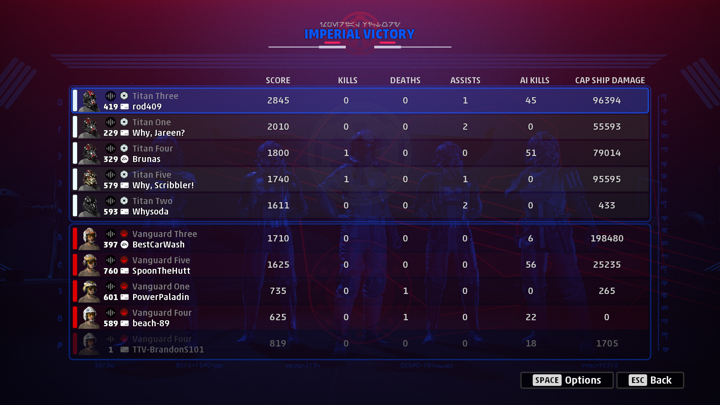 IMPERIAL VICTORY
SCORE KILLS DEATHS ASSISTS AI KILLS CAP SHIP DAMAGE
Titan Three
419 rod409 2845 0 0 1 45 96394
Titan One
229 Why, Jareen? 2010 0 0 2 0 55593
Titan Four
329 Brunas 1800 1 0 0 51 79014
Titan Five
579 Why, Scribbler! 1740 1 0 1 0 95595
Titan Two
593 Whysoda 1611 0 0 2 0 433
Vanguard Three
397 BestCarWash 1710 0 0 0 6 198480
Vanguard Five
760 SpoonTheHutt 1625 0 0 0 56 25235
Vanguard One
601 PowerPaladin 735 0 1 0 0 265
Vanguard Four
589 beach-89 625 0 1 0 22 0
Vanguard Four
1 TTV-BrandonS101 819 0 0 0 18 1705
SPACE Options ESC Back